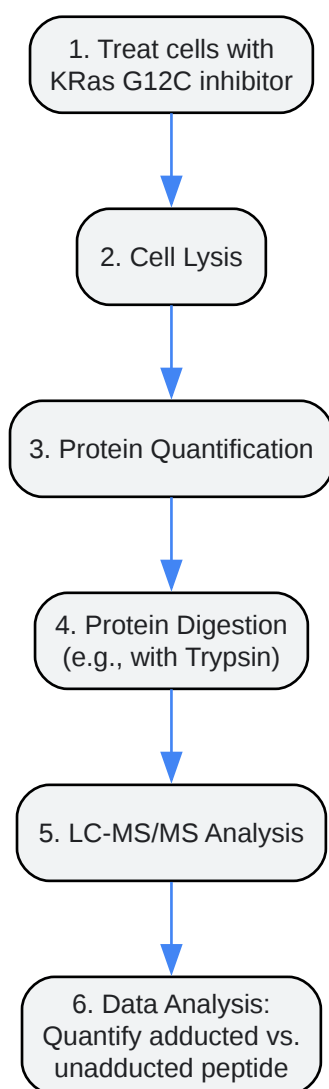 1. Treat cells with
KRas G12C inhibitor
2. Cell Lysis
3. Protein Quantification
4. Protein Digestion
(e.g., with Trypsin)
5. LC-MS/MS Analysis
6. Data Analysis:
Quantify adducted vs.
unadducted peptide